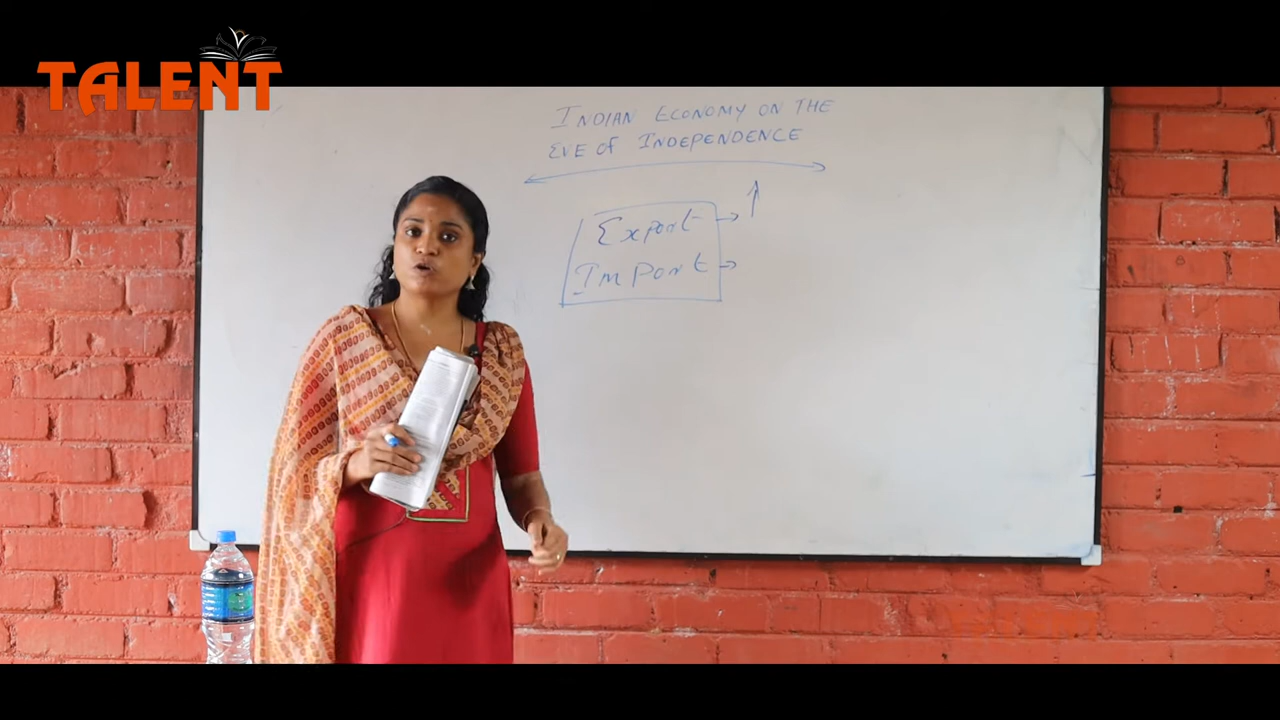 TALENT
INDIAN ECONOMY ON THE
EVE OF INDEPENDENCE
Export
Import